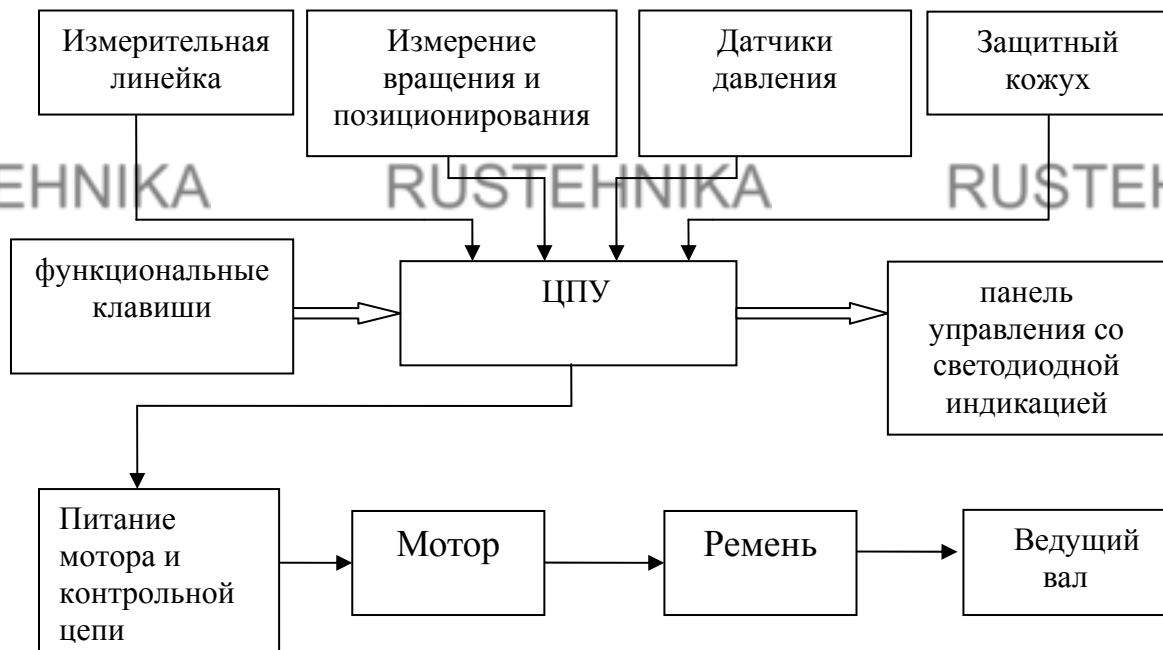 Измерительная
линейка
Измерение
вращения и
позиционирования
Датчики
давления
Защитный
кожух
EHNIKA
RUSTEHNIKA
RUSTEH
функциональные
клавиши
ЦПУ
панель
управления со
светодиодной
индикацией
Питание
мотора и
контрольной
цепи
Мотор
Ремень
Ведущий
вал